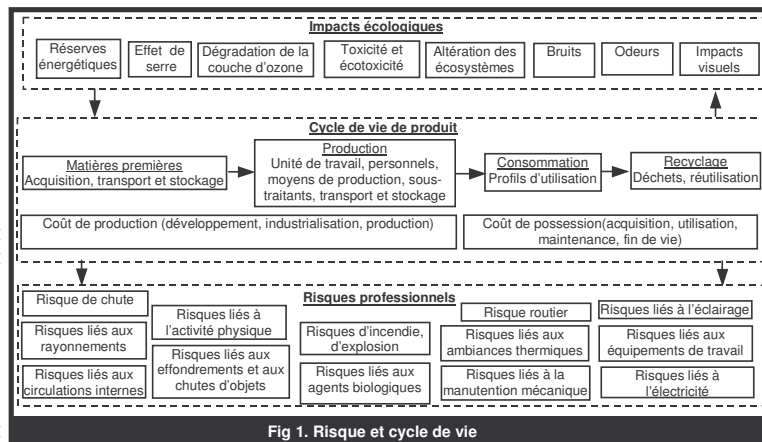 Impacts écologiques
Réserves
énergétiques
Effet de
serre
Dégradation de la
couche d'ozone
Toxicité et
écotoxicité
Altération des
écosystèmes
Bruits
Odeurs
Impacts
visuels
Cycle de vie de produit
Matières premières
Acquisition, transport et stockage
Production
Unité de travail, personnels,
moyens de production, sous-
traitants, transport et stockage
Consommation
Profils d'utilisation
Recyclage
Déchets, réutilisation
Coût de production (développement, industrialisation, production)
Coût de possession(acquisition, utilisation,
maintenance, fin de vie)
Risques professionnels
Risque de chute
Risques liés aux
rayonnements
Risques liés aux
circulations internes
Risques liés à
l'activité physique
Risques liés aux
effondrements et aux
chutes d'objets
Risques d'incendie,
d'explosion
Risques liés aux
agents biologiques
Risque routier
Risques liés aux
ambiances thermiques
Risques liés à la
manutention mécanique
Risques liés à l'éclairage
Risques liés aux
équipements de travail
Risques liés à
l'électricité
Fig 1. Risque et cycle de vie